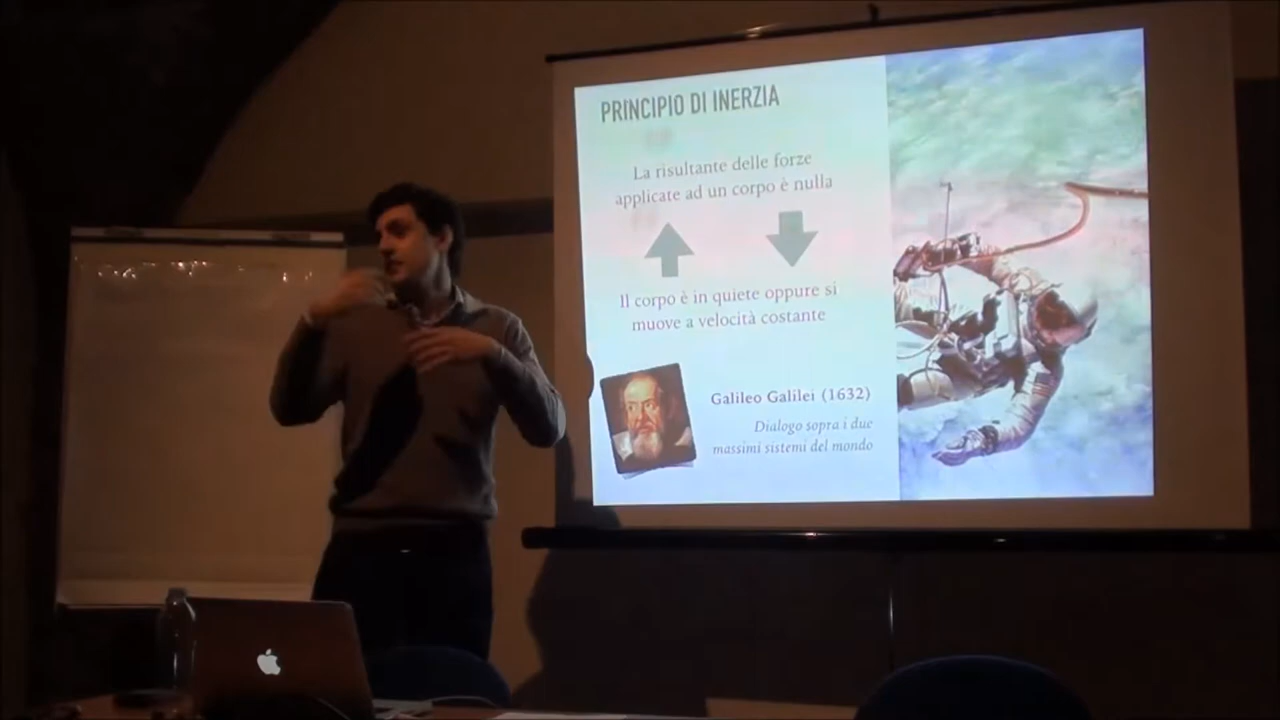 PRINCIPIO DI INERZIA
La risultante delle forze
applicate ad un corpo è nulla
Il corpo è in quiete oppure si
muove a velocità costante
Galileo Galilei (1632)
Dialogo sopra i due
massimi sistemi del mondo